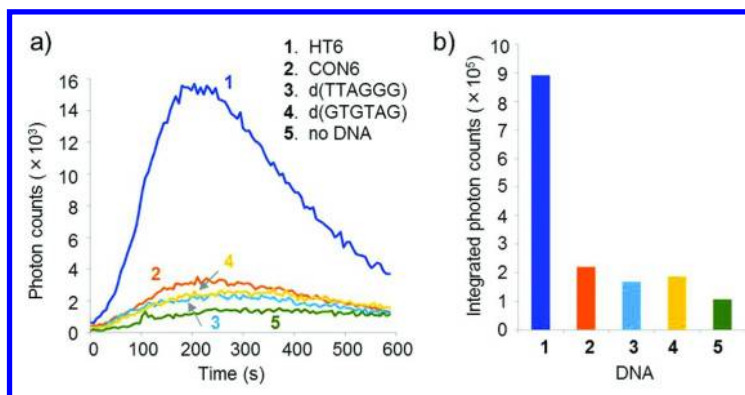 a)
1. HT6
2. CON6
3. d(TTAGGG)
4. d(GTGTAG)
5. no DNA
Photon counts (×10³)
16
14
12
10
8
6
4
2
0
1
2
4
3
5
0 100 200 300 400 500 600
Time (s)
b)
Integrated photon counts (×10⁵)
10
9
8
7
6
5
4
3
2
1
0
1 2 3 4 5
DNA